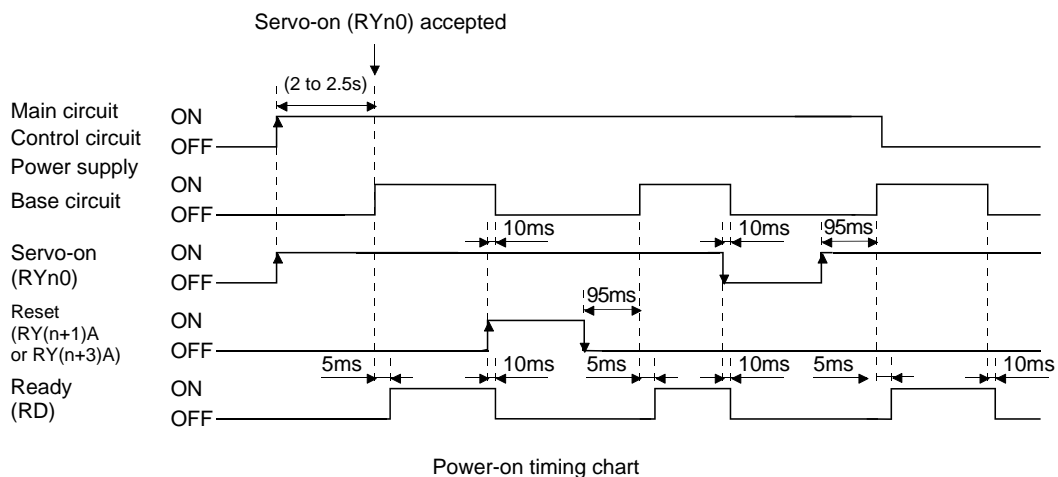 Servo-on (RYn0) accepted
(2 to 2.5s)
Main circuit
Control circuit
Power supply
ON
OFF
Base circuit
ON
OFF
10ms
10ms
95ms
Servo-on
(RYn0)
ON
OFF
95ms
Reset
(RY(n+1)A
or RY(n+3)A)
ON
OFF
5ms
10ms
5ms
10ms
5ms
10ms
Ready
(RD)
ON
OFF
Power-on timing chart